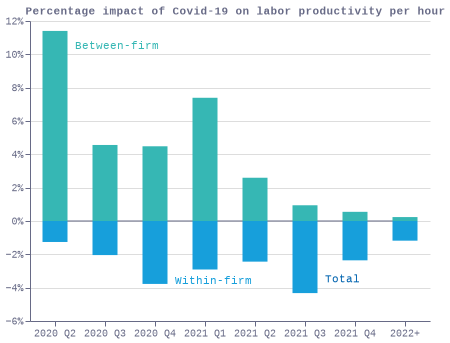 Percentage impact of Covid-19 on labor productivity per hour
12%
10%
8%
6%
4%
2%
0%
−2%
−4%
−6%
Between-firm
Within-firm
Total
2020 Q2 2020 Q3 2020 Q4 2021 Q1 2021 Q2 2021 Q3 2021 Q4 2022+